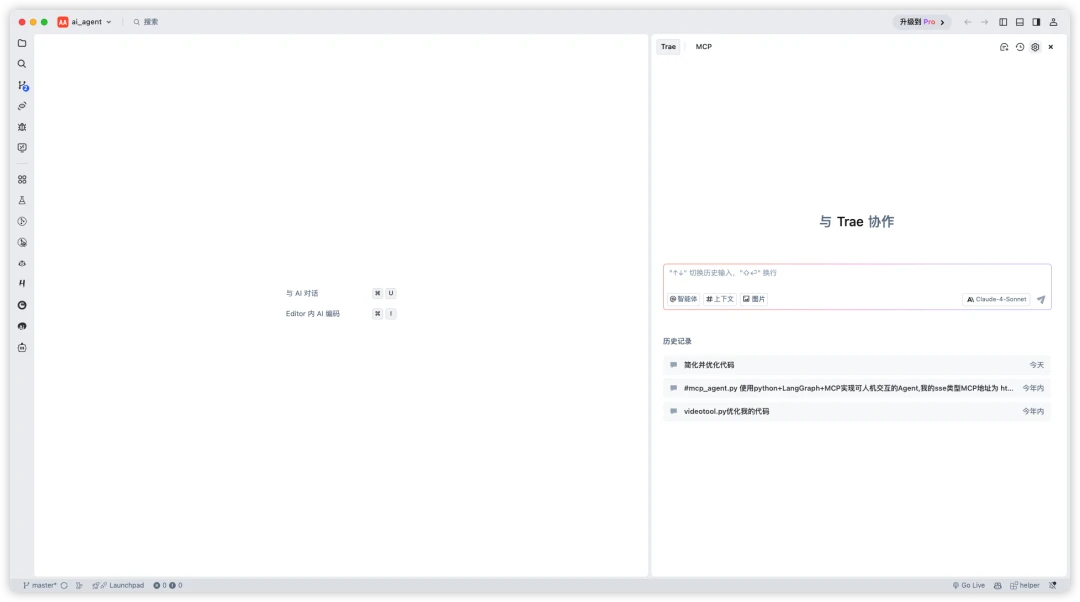 AA ai_agent
搜索
升级到 Pro
2
Trae MCP
与 AI 对话 ⌘ U
Editor 内 AI 编码 ⌘ I
与 Trae 协作
"↑↓" 切换历史输入，"⇧⏎" 换行
@ 智能体 # 上下文 图片
Claude-4-Sonnet
历史记录
简化并优化代码 今天
#mcp_agent.py 使用python+LangGraph+MCP实现可人机交互的Agent,我的sse类型MCP地址为 ht... 今年内
videotool.py优化我的代码 今年内
master* Launchpad 0 0 Go Live helper